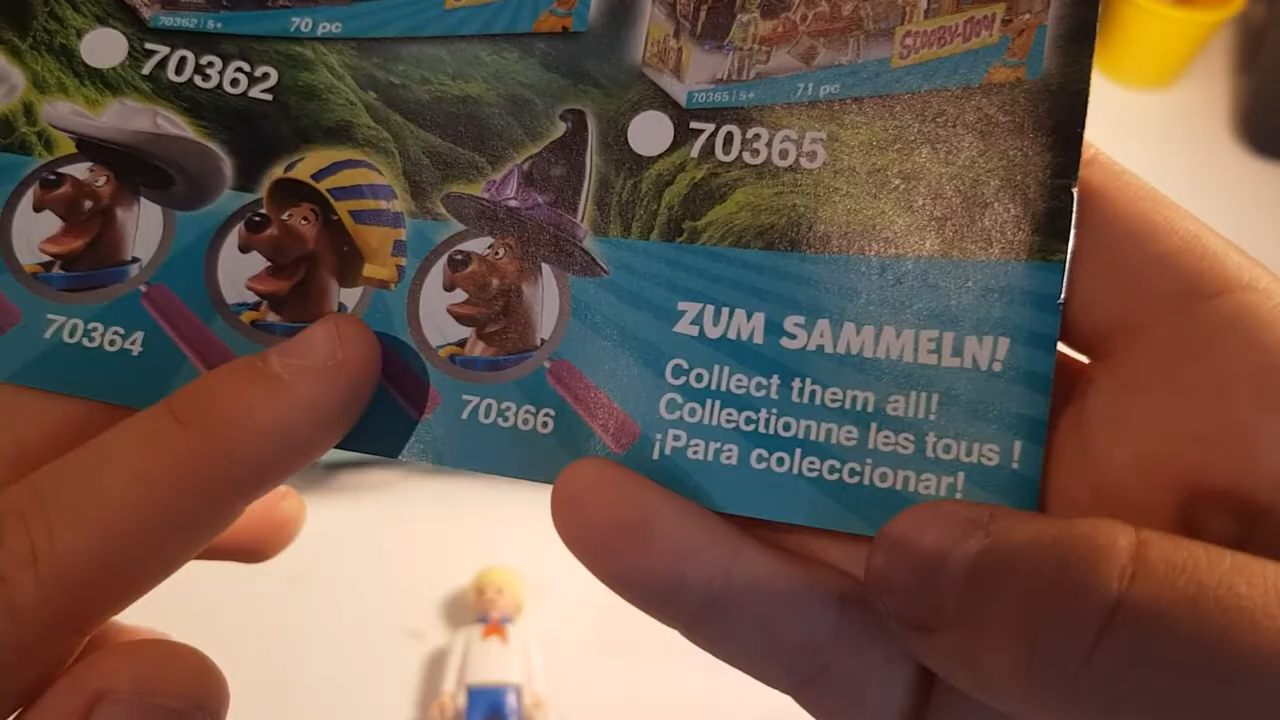 70362 | 5+
70 pc
SCOOBY-DOO!
70365 | 5+
71 pc
70362
70365
70364
70366
ZUM SAMMELN!
Collect them all!
Collectionne les tous !
¡Para coleccionar!